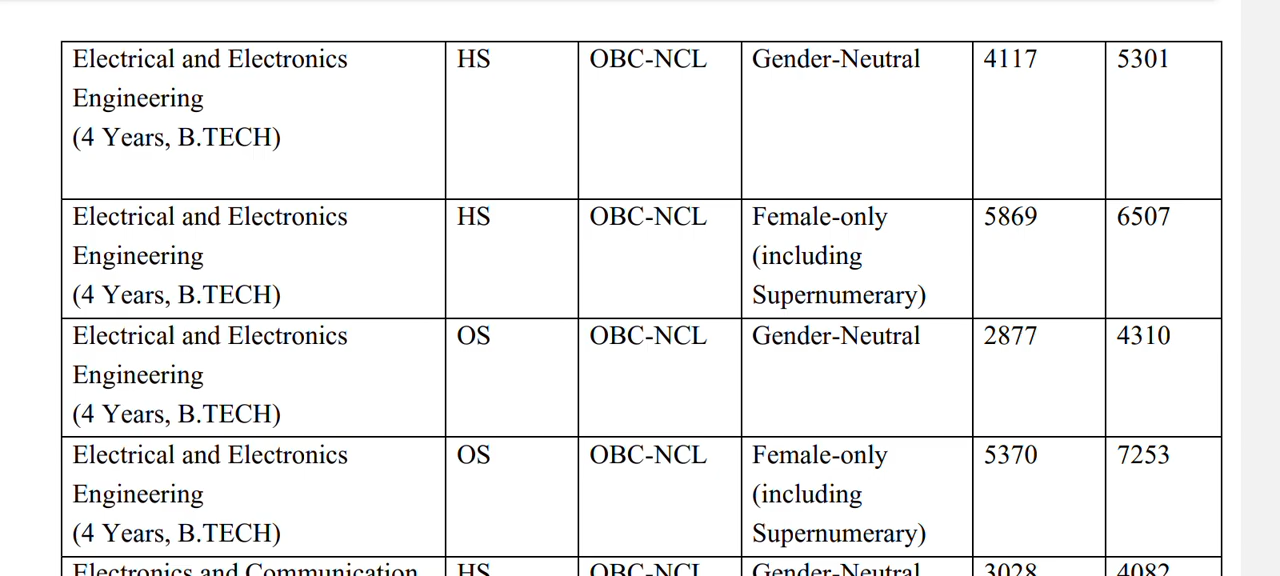 Electrical and Electronics HS OBC-NCL Gender-Neutral 4117 5301
Engineering
(4 Years, B.TECH)
Electrical and Electronics HS OBC-NCL Female-only 5869 6507
Engineering (including
(4 Years, B.TECH) Supernumerary)
Electrical and Electronics OS OBC-NCL Gender-Neutral 2877 4310
Engineering
(4 Years, B.TECH)
Electrical and Electronics OS OBC-NCL Female-only 5370 7253
Engineering (including
(4 Years, B.TECH) Supernumerary)
Electronics and Communication HS OBC-NCL Gender-Neutral 3028 4082